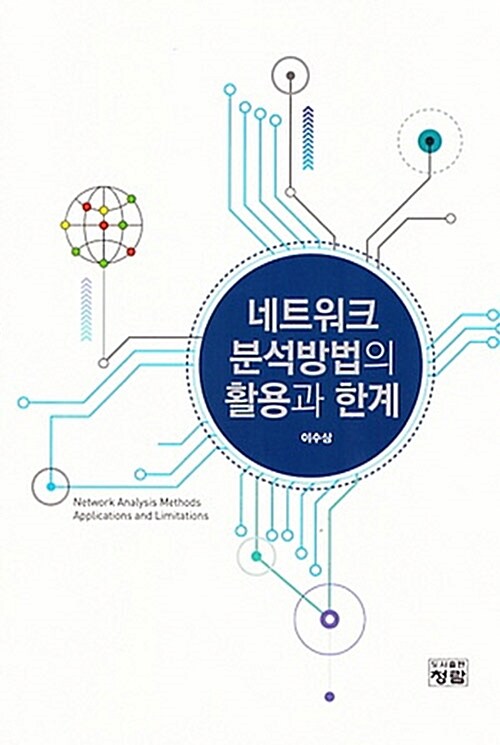 네트워크
분석방법의
활용과 한계
이수상
Network Analysis Methods
Applications and Limitations
도서출판
청람